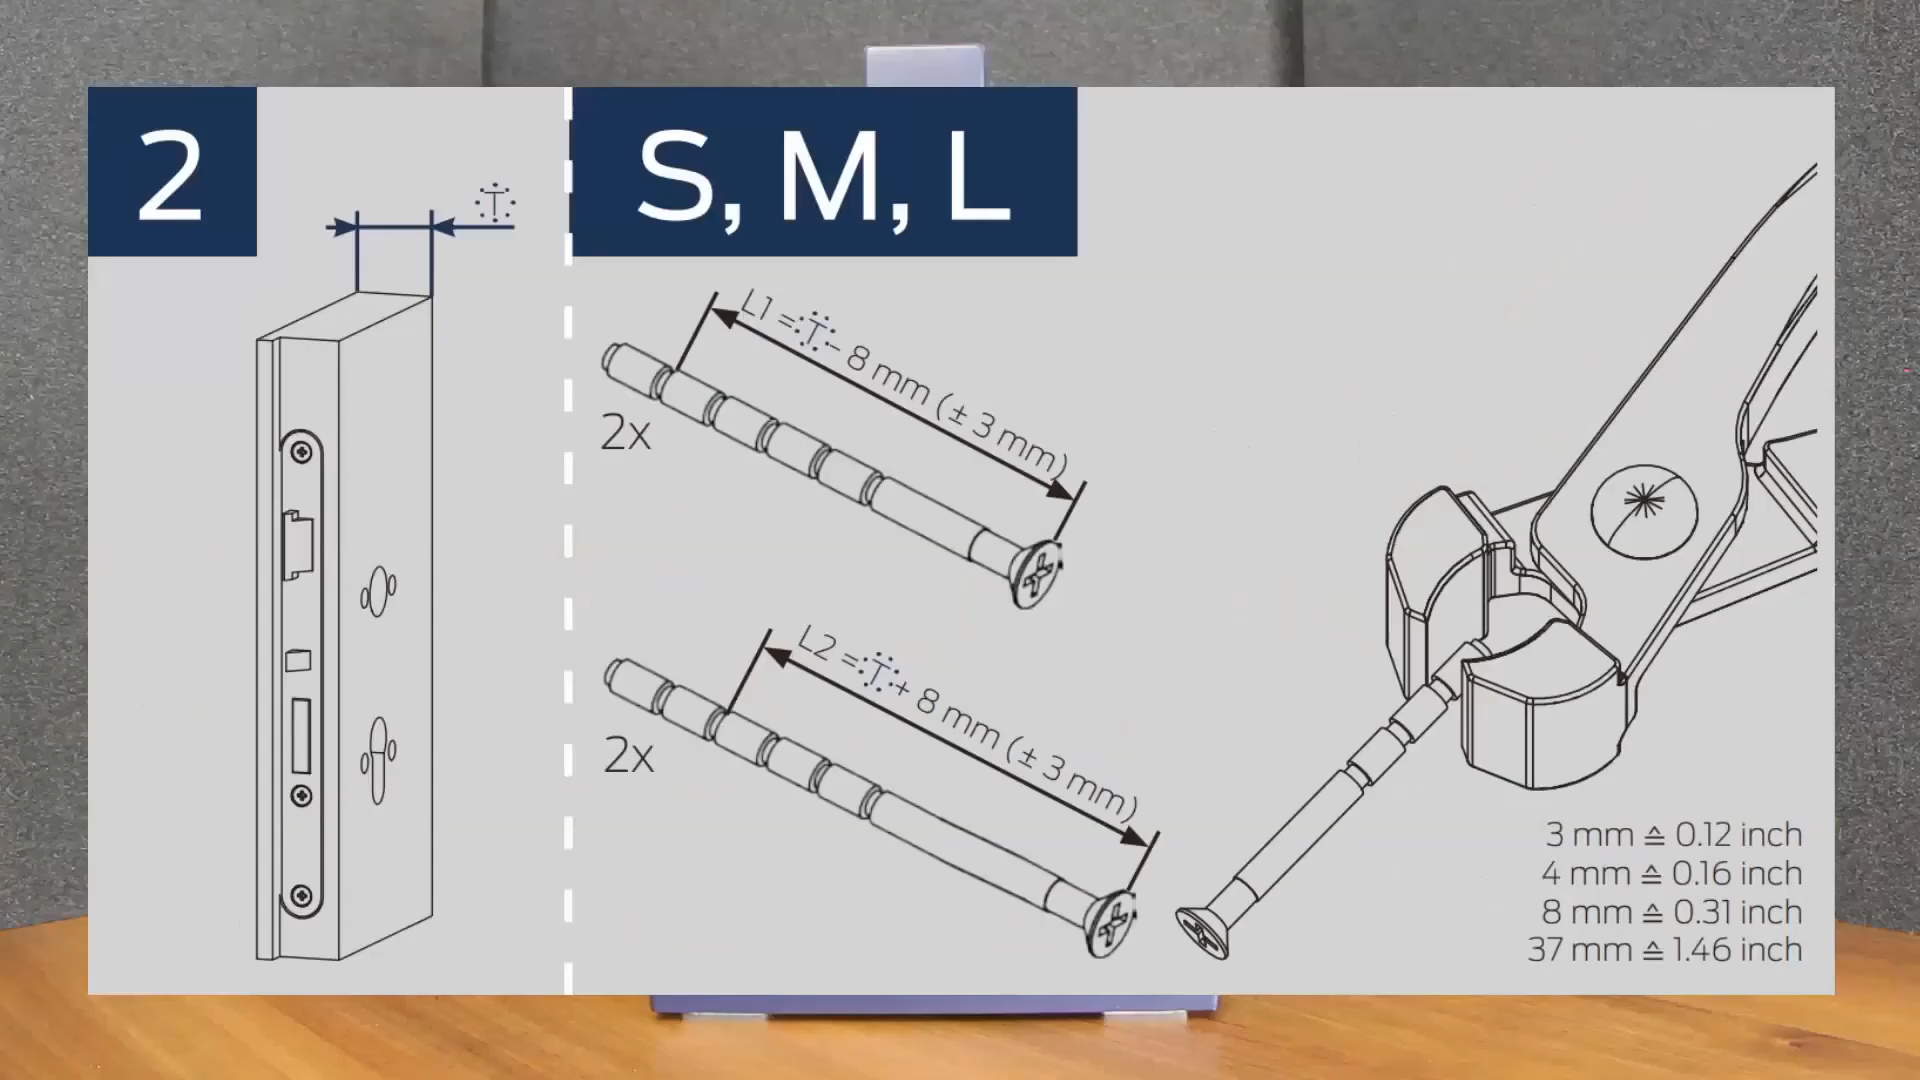 2
T
S, M, L
L1 = T - 8 mm (± 3 mm)
2x
L2 = T + 8 mm (± 3 mm)
2x
3 mm ≙ 0.12 inch
4 mm ≙ 0.16 inch
8 mm ≙ 0.31 inch
37 mm ≙ 1.46 inch